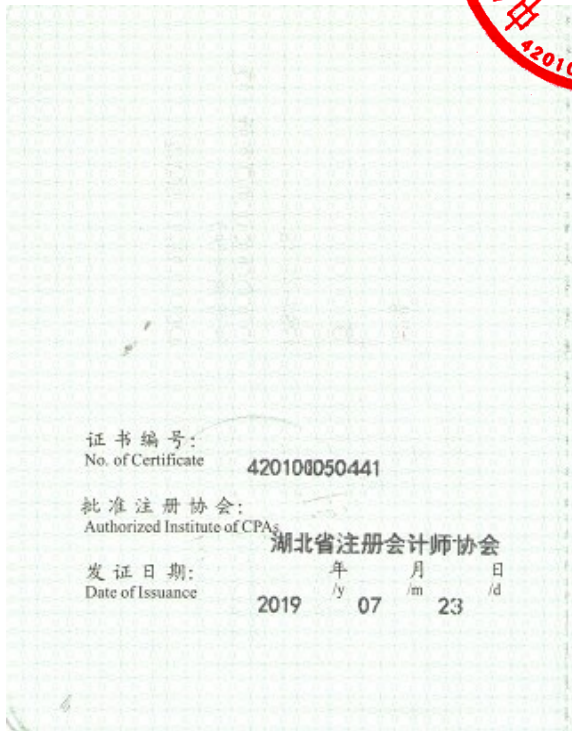 42010
证书编号:
No. of Certificate
420100050441
批准注册协会:
Authorized Institute of CPAs
湖北省注册会计师协会
发证日期:
Date of Issuance
年 月 日
/y /m /d
2019 07 23